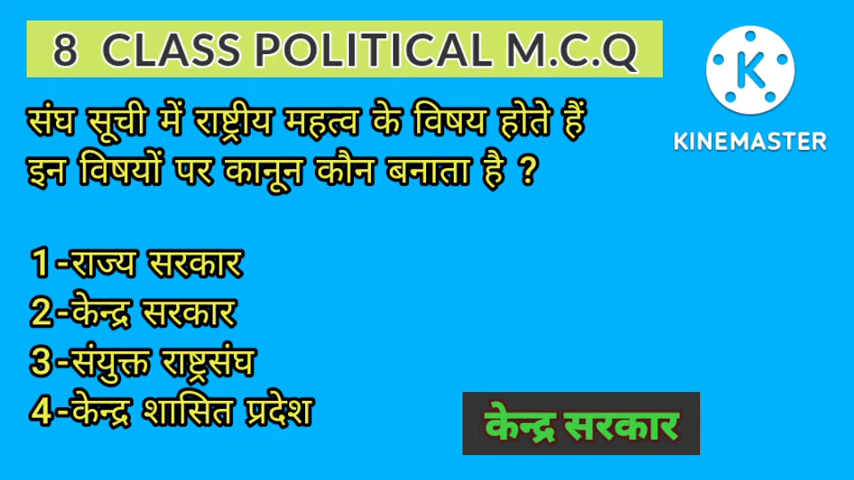 8 CLASS POLITICAL M.C.Q
KINEMASTER
संघ सूची में राष्ट्रीय महत्व के विषय होते हैं
इन विषयों पर कानून कौन बनाता है ?
1-राज्य सरकार
2-केन्द्र सरकार
3-संयुक्त राष्ट्रसंघ
4-केन्द्र शासित प्रदेश
केन्द्र सरकार